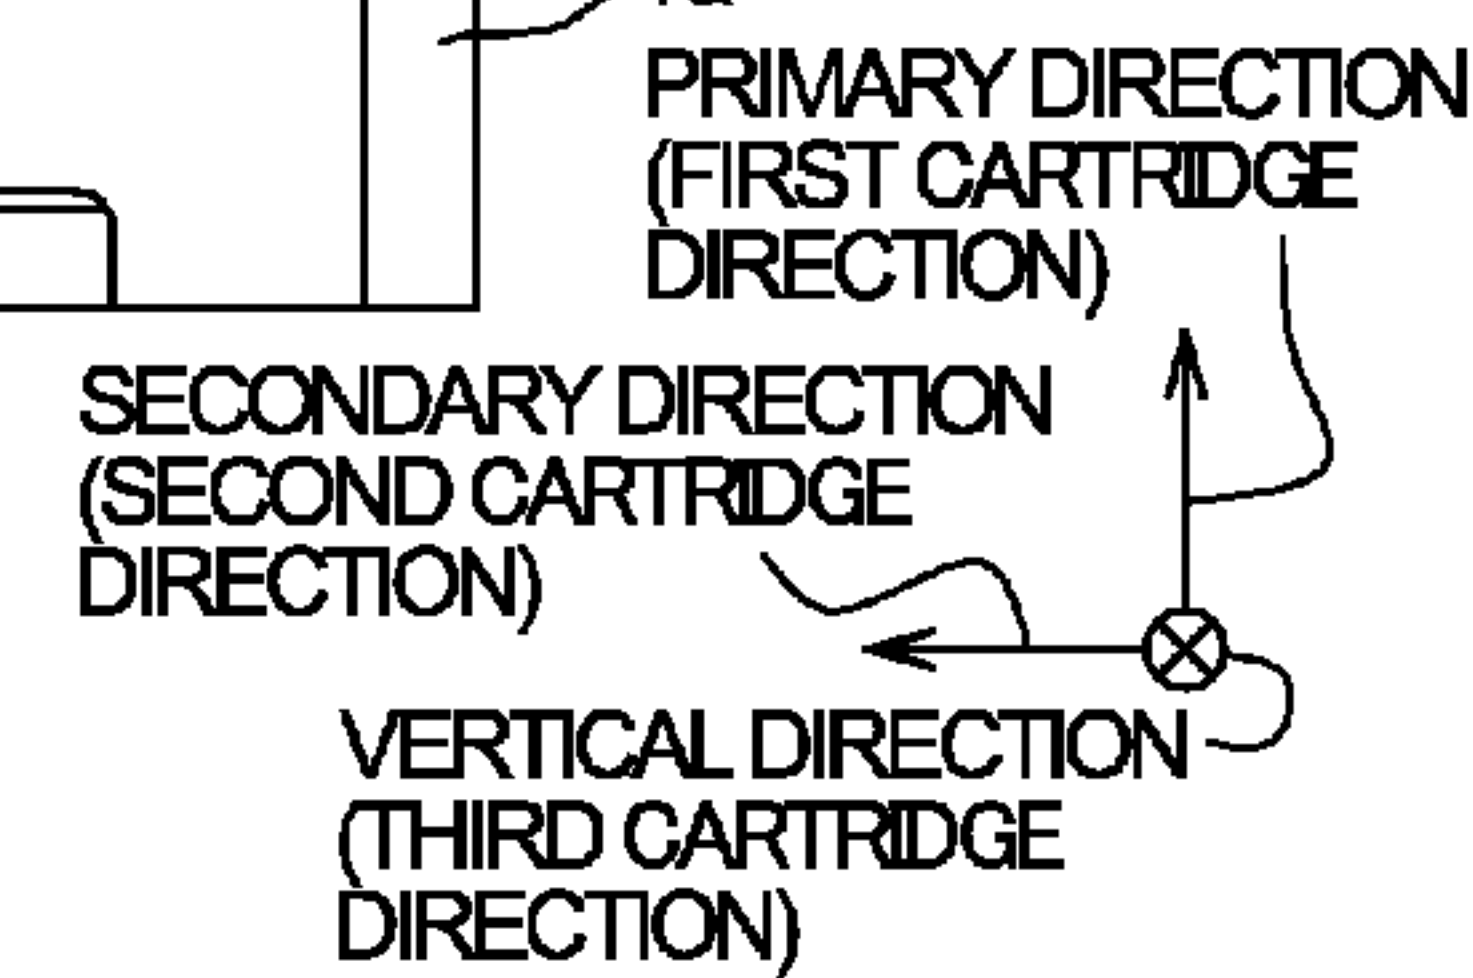 PRIMARY DIRECTION
(FIRST CARTRIDGE
DIRECTION)
SECONDARY DIRECTION
(SECOND CARTRIDGE
DIRECTION)
VERTICAL DIRECTION
(THIRD CARTRIDGE
DIRECTION)